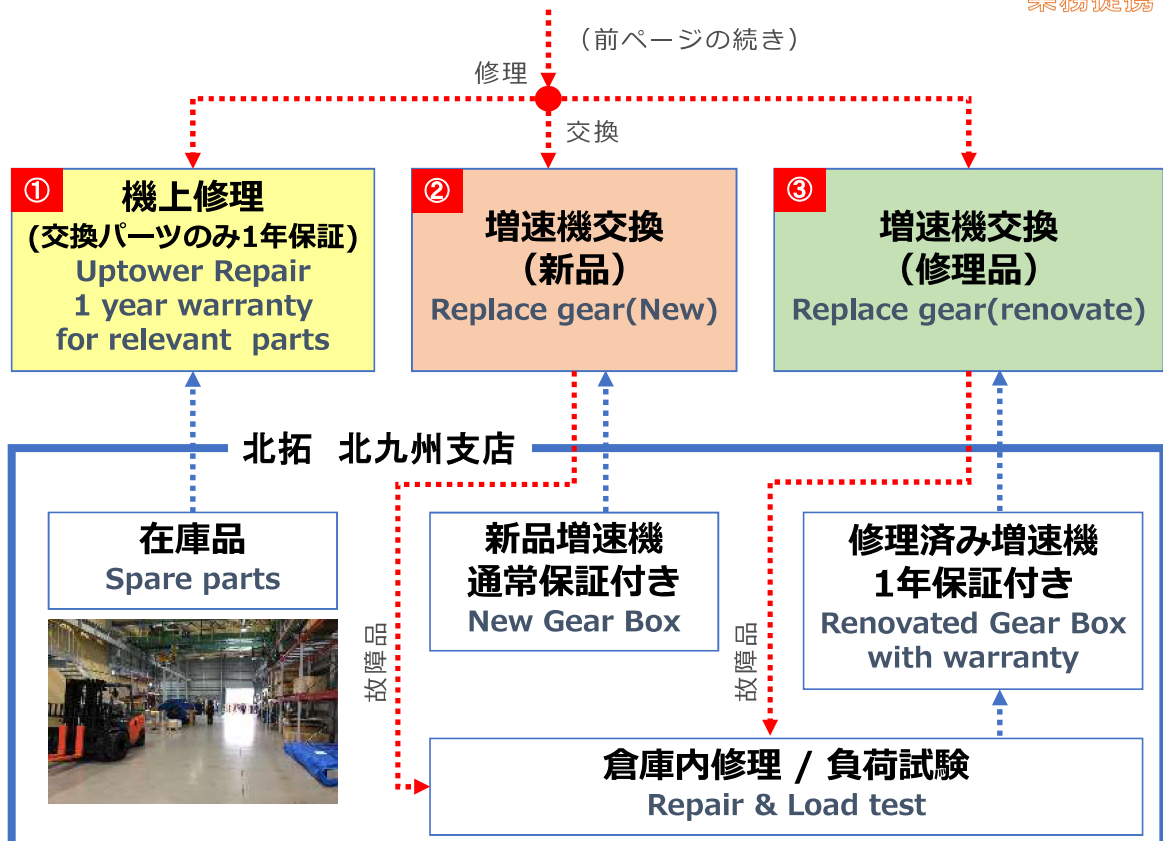 業務提携
（前ページの続き）
修理
交換
①
機上修理
(交換パーツのみ1年保証)
Uptower Repair
1 year warranty
for relevant parts
②
増速機交換
（新品）
Replace gear(New)
③
増速機交換
（修理品）
Replace gear(renovate)
北拓 北九州支店
在庫品
Spare parts
故障品
新品増速機
通常保証付き
New Gear Box
故障品
修理済み増速機
1年保証付き
Renovated Gear Box
with warranty
倉庫内修理 / 負荷試験
Repair & Load test